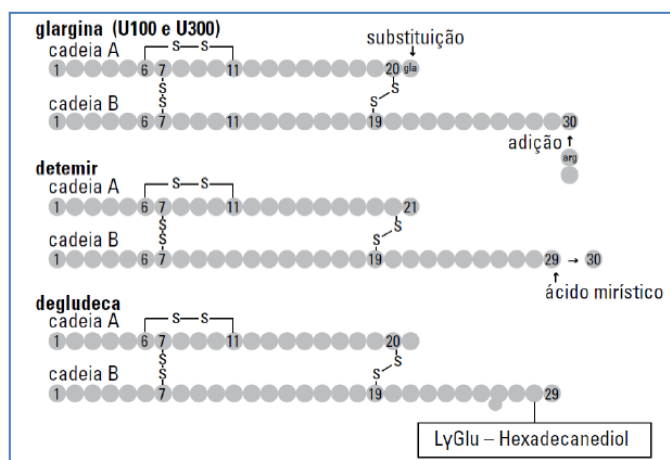 glargina (U100 e U300)
substituição
cadeia A
S—S
1 6 7 11 20 gla
S
S
S
S
cadeia B
1 6 7 11 19 30
adição ↑
arg
detemir
cadeia A
S—S
1 6 7 11 21
S
S
S
S
cadeia B
1 6 7 19 29 → 30
ácido mirístico
degludeca
cadeia A
S—S
1 6 7 11 20
S
S
S
S
cadeia B
1 7 19 29
LγGlu – Hexadecanediol